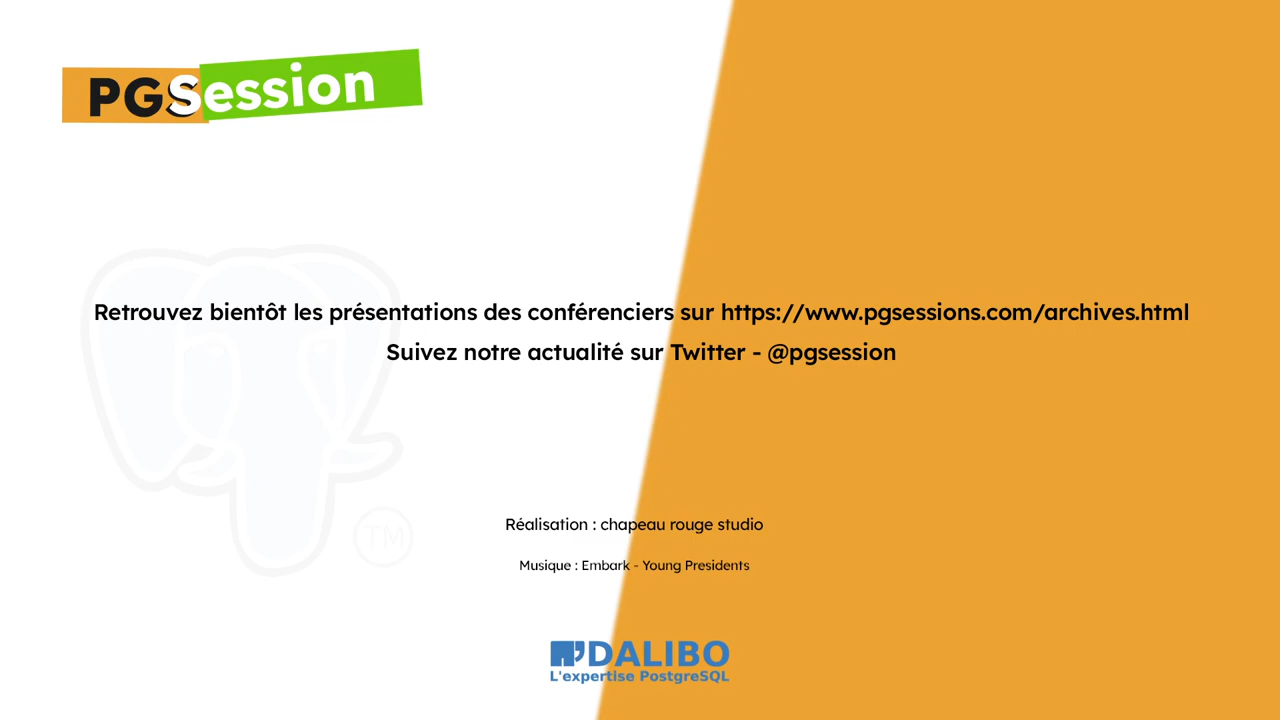 PGSession
Retrouvez bientôt les présentations des conférenciers sur https://www.pgsessions.com/archives.html
Suivez notre actualité sur Twitter - @pgsession
TM
Réalisation : chapeau rouge studio
Musique : Embark - Young Presidents
DALIBO
L'expertise PostgreSQL